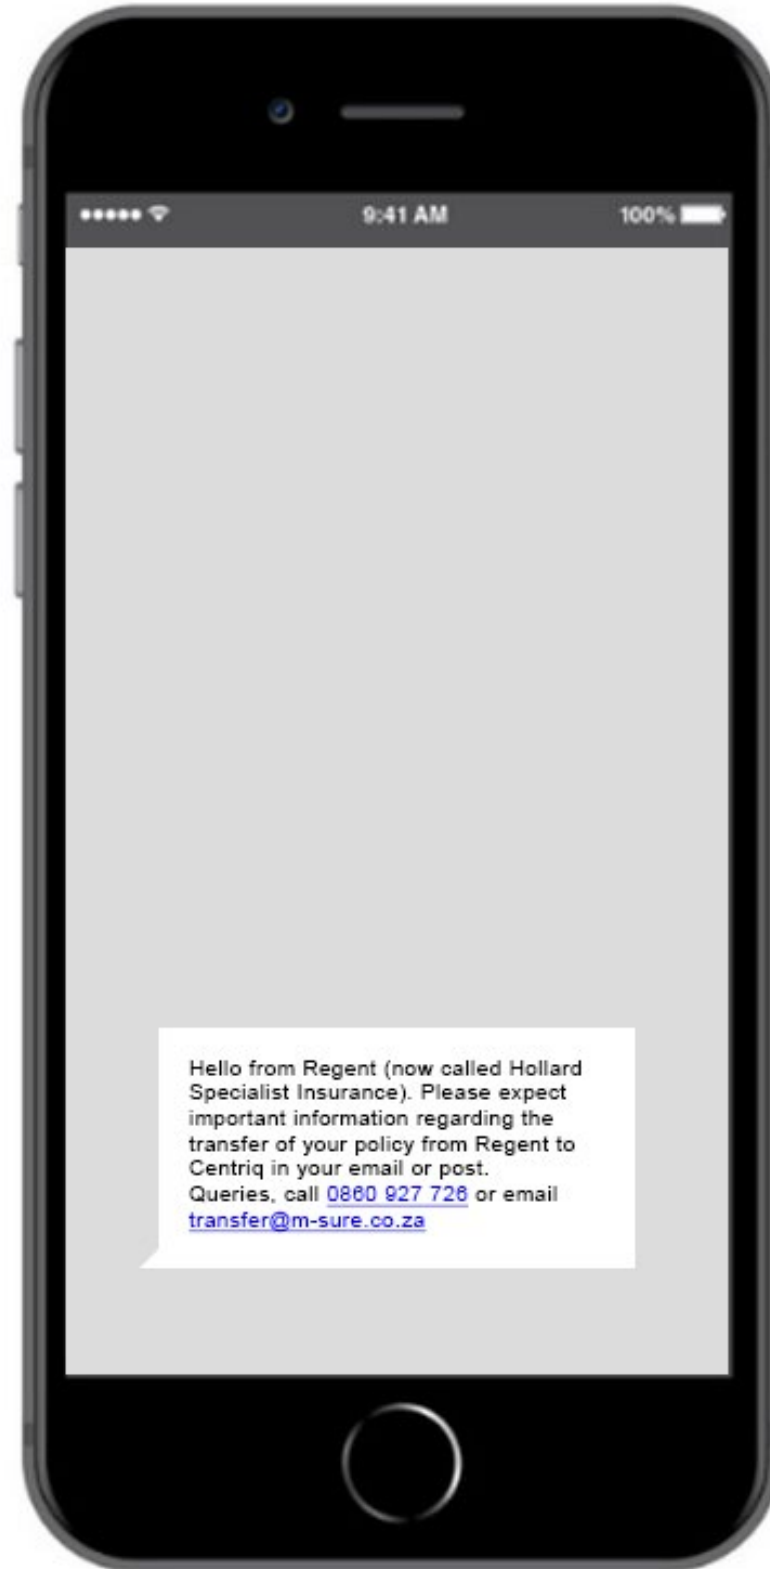 9:41 AM 100%
Hello from Regent (now called Hollard
Specialist Insurance). Please expect
important information regarding the
transfer of your policy from Regent to
Centriq in your email or post.
Queries, call 0860 927 726 or email
transfer@m-sure.co.za